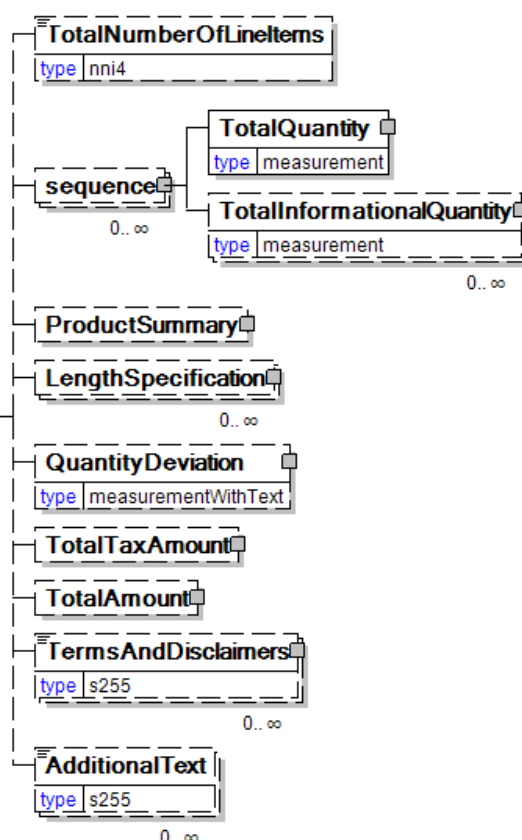 TotalNumberOfLineItems
type nni4
TotalQuantity
type measurement
sequence
0.. ∞
TotalInformationalQuantity
type measurement
0.. ∞
ProductSummary
LengthSpecification
0.. ∞
QuantityDeviation
type measurementWithText
TotalTaxAmount
TotalAmount
TermsAndDisclaimers
type s255
0.. ∞
AdditionalText
type s255
0.. ∞